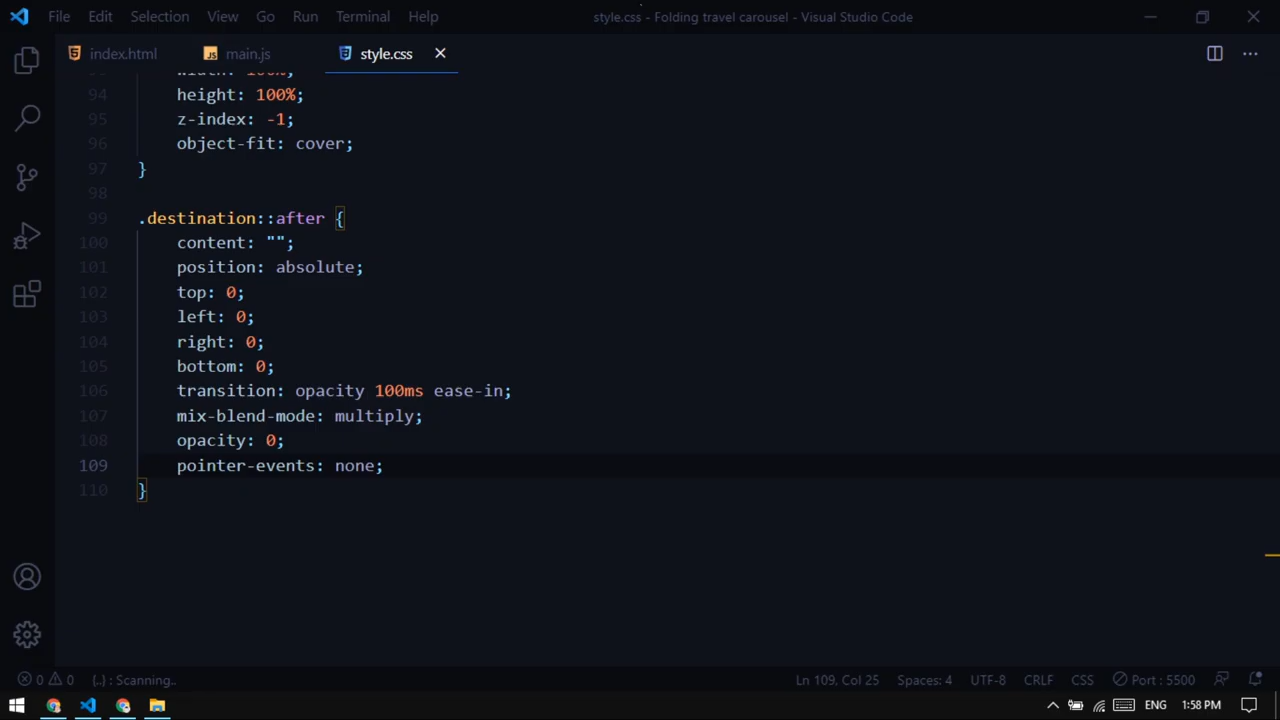 File Edit Selection View Go Run Terminal Help style.css - Folding travel carousel - Visual Studio Code
index.html main.js style.css
94 height: 100%;
95 z-index: -1;
96 object-fit: cover;
97 }
98
99 .destination::after {
100 content: "";
101 position: absolute;
102 top: 0;
103 left: 0;
104 right: 0;
105 bottom: 0;
106 transition: opacity 100ms ease-in;
107 mix-blend-mode: multiply;
108 opacity: 0;
109 pointer-events: none;
110 }
0 0 {..} : Scanning.. Ln 109, Col 25 Spaces: 4 UTF-8 CRLF CSS Port : 5500
ENG 1:58 PM